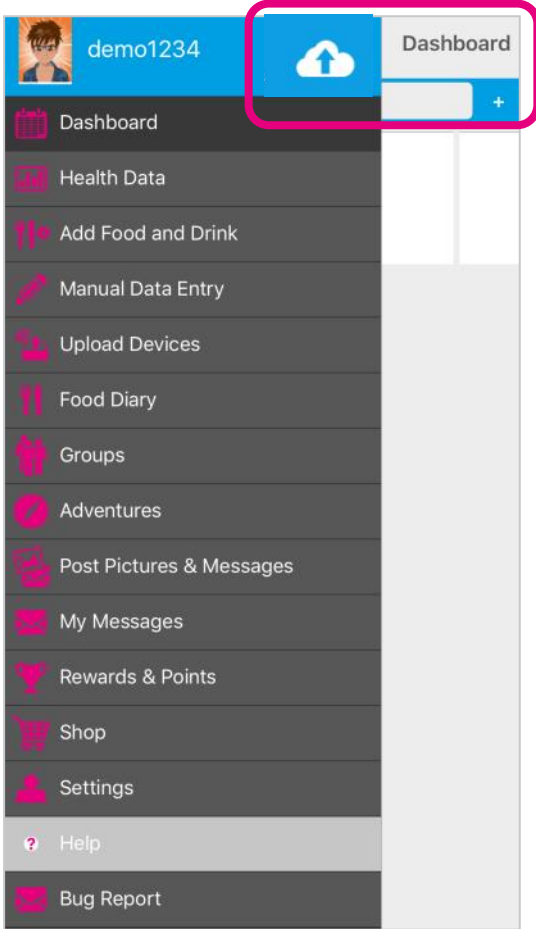 demo1234
Dashboard
+
Dashboard
Health Data
Add Food and Drink
Manual Data Entry
Upload Devices
Food Diary
Groups
Adventures
Post Pictures & Messages
My Messages
Rewards & Points
Shop
Settings
? Help
Bug Report